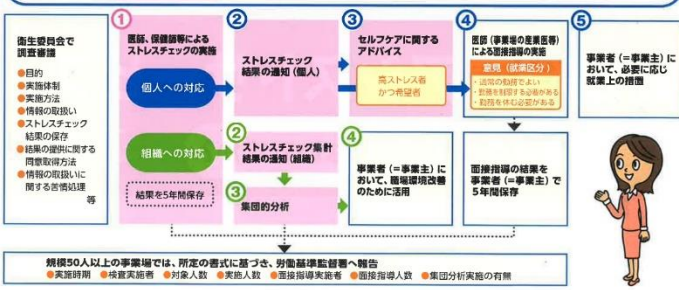 衛生委員会で
調査審議
●目的
●実施体制
●実施方法
●情報の取扱い
●ストレスチェック
結果の保存
●結果の提供に関する
同意取得方法
●情報の取扱いに
関する苦情処理
等
①
医師、保健師等による
ストレスチェックの実施
個人への対応
組織への対応
結果を5年間保存
②
ストレスチェック
結果の通知（個人）
②
ストレスチェック集計
結果の通知（組織）
③
集団的分析
③
セルフケアに関する
アドバイス
高ストレス者
かつ希望者
④
事業者（＝事業主）
において、職場環境改善
のために活用
④
医師（事業場の産業医等）
による面接指導の実施
意見（就業区分）
・通常の勤務でよい
・勤務を制限する必要がある
・勤務を休む必要がある
面接指導の結果を
事業者（＝事業主）で
5年間保存
⑤
事業者（＝事業主）
において、必要に応じ
就業上の措置
規模50人以上の事業場では、所定の書式に基づき、労働基準監督署へ報告
●実施時期 ●検査実施者 ●対象人数 ●実施人数 ●面接指導実施者 ●面接指導人数 ●集団分析実施の有無